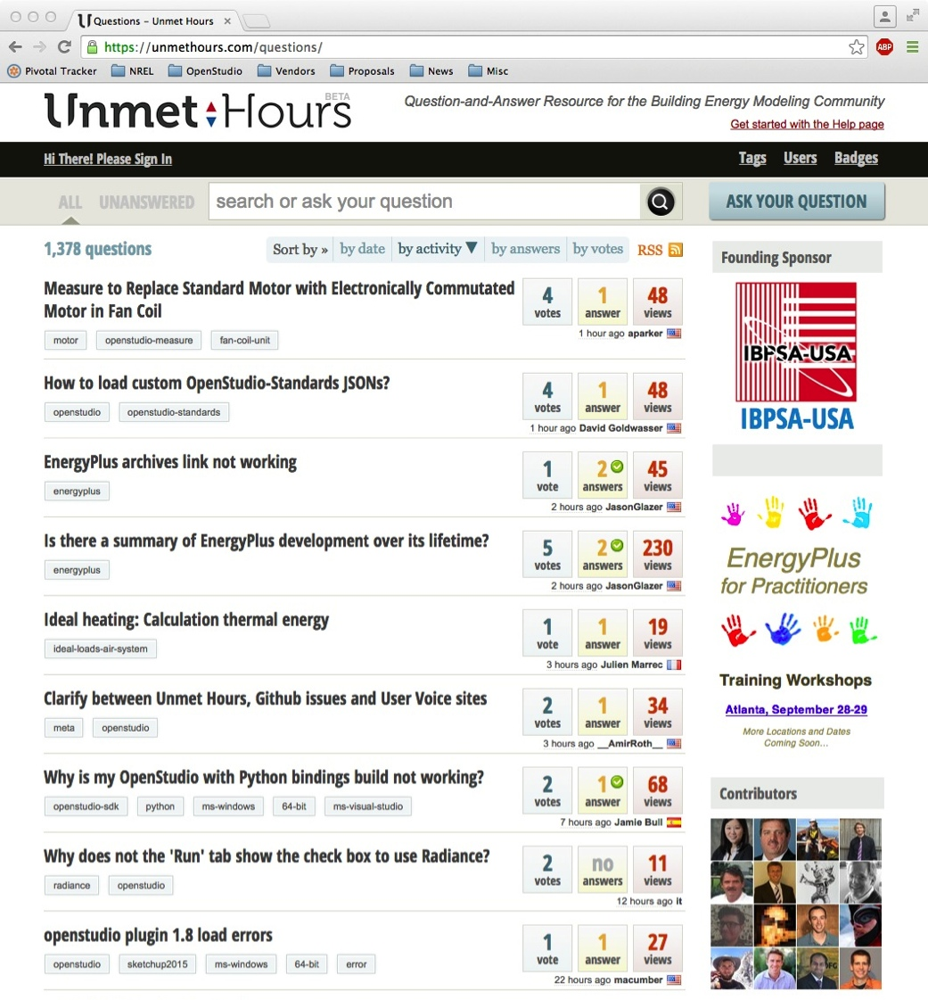 Questions – Unmet Hours
https://unmethours.com/questions/
ABP
Pivotal Tracker NREL OpenStudio Vendors Proposals News Misc
Unmet Hours BETA
Question-and-Answer Resource for the Building Energy Modeling Community
Get started with the Help page
Hi There! Please Sign In Tags Users Badges
ALL UNANSWERED search or ask your question ASK YOUR QUESTION
1,378 questions Sort by » by date by activity▼ by answers by votes RSS
Measure to Replace Standard Motor with Electronically Commutated
Motor in Fan Coil
motor openstudio-measure fan-coil-unit
4 1 48
votes answer views
1 hour ago aparker
How to load custom OpenStudio-Standards JSONs?
openstudio openstudio-standards
4 1 48
votes answer views
1 hour ago David Goldwasser
EnergyPlus archives link not working
energyplus
1 2 45
vote answers views
2 hours ago JasonGlazer
Is there a summary of EnergyPlus development over its lifetime?
energyplus
5 2 230
votes answers views
2 hours ago JasonGlazer
Ideal heating: Calculation thermal energy
ideal-loads-air-system
1 1 19
vote answer views
3 hours ago Julien Marrec
Clarify between Unmet Hours, Github issues and User Voice sites
meta openstudio
2 1 34
votes answer views
3 hours ago __AmirRoth__
Why is my OpenStudio with Python bindings build not working?
openstudio-sdk python ms-windows 64-bit ms-visual-studio
2 1 68
votes answer views
7 hours ago Jamie Bull
Why does not the 'Run' tab show the check box to use Radiance?
radiance openstudio
2 no 11
votes answers views
12 hours ago it
openstudio plugin 1.8 load errors
openstudio sketchup2015 ms-windows 64-bit error
1 1 27
vote answer views
22 hours ago macumber
Founding Sponsor
IBPSA-USA
IBPSA-USA
EnergyPlus
for Practitioners
Training Workshops
Atlanta, September 28-29
More Locations and Dates
Coming Soon...
Contributors